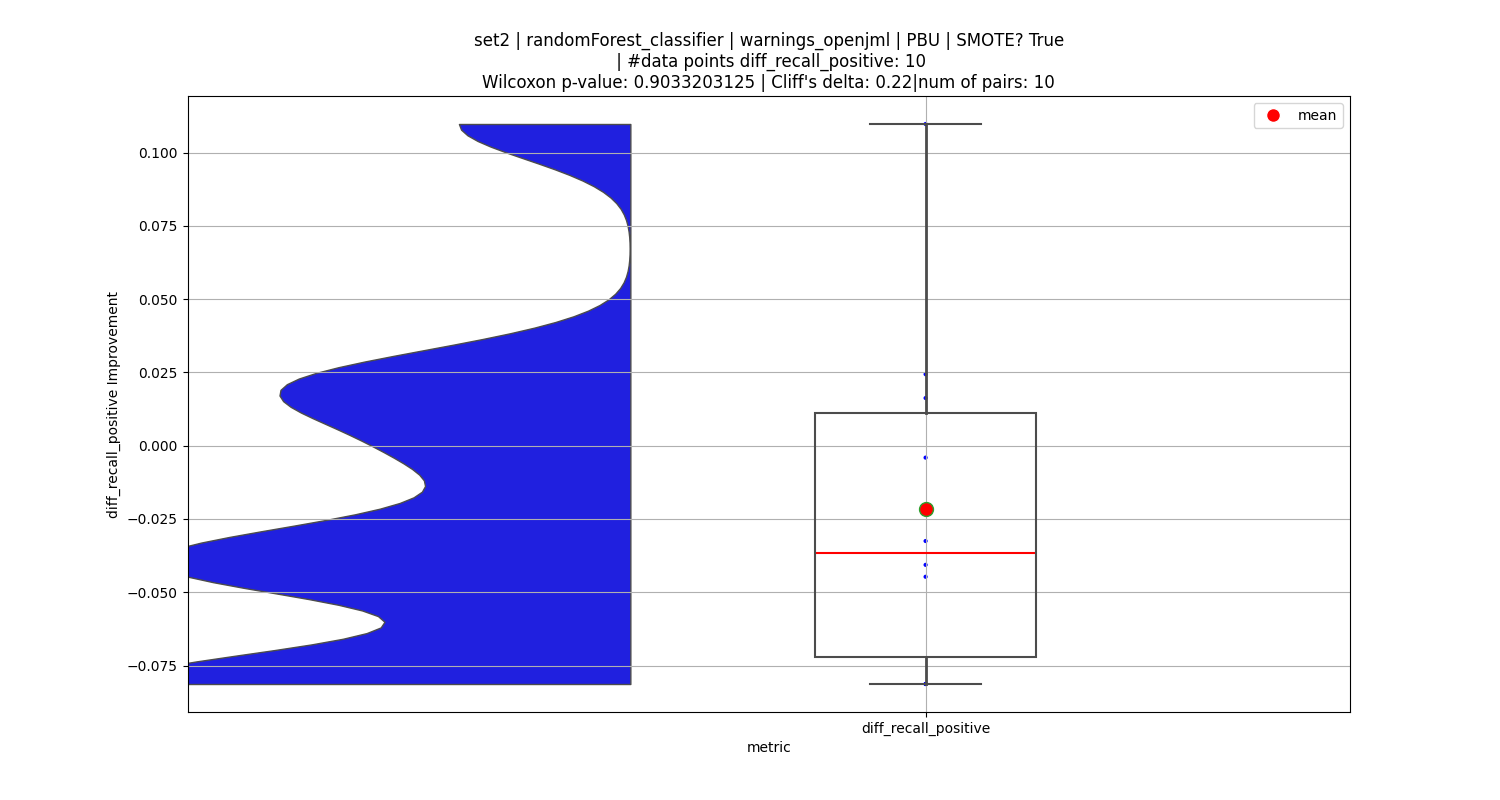 set2 | randomForest_classifier | warnings_openjml | PBU | SMOTE? True
| #data points diff_recall_positive: 10
Wilcoxon p-value: 0.9033203125 | Cliff's delta: 0.22|num of pairs: 10
mean
0.100
0.075
0.050
0.025
0.000
−0.025
−0.050
−0.075
diff_recall_positive Improvement
diff_recall_positive
metric